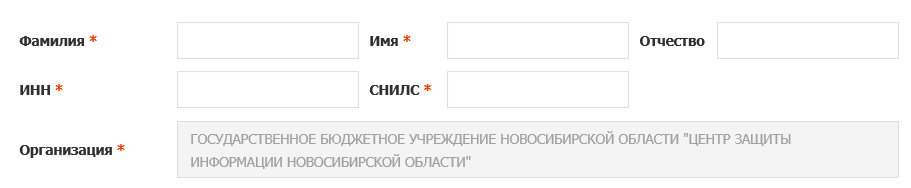 Фамилия * Имя * Отчество
ИНН * СНИЛС *
Организация * ГОСУДАРСТВЕННОЕ БЮДЖЕТНОЕ УЧРЕЖДЕНИЕ НОВОСИБИРСКОЙ ОБЛАСТИ "ЦЕНТР ЗАЩИТЫ
ИНФОРМАЦИИ НОВОСИБИРСКОЙ ОБЛАСТИ"